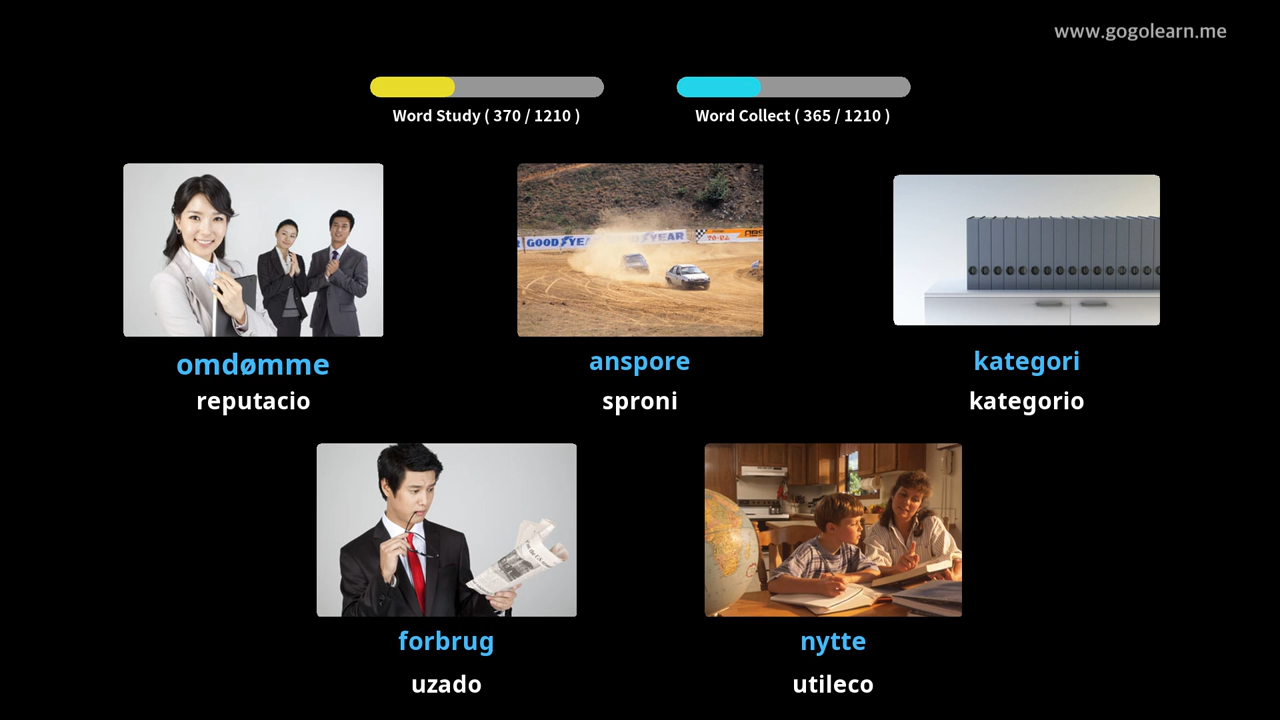 www.gogolearn.me
Word Study ( 370 / 1210 )
Word Collect ( 365 / 1210 )
GOODYEAR
omdømme
reputacio
anspore
sproni
kategori
kategorio
forbrug
uzado
nytte
utileco